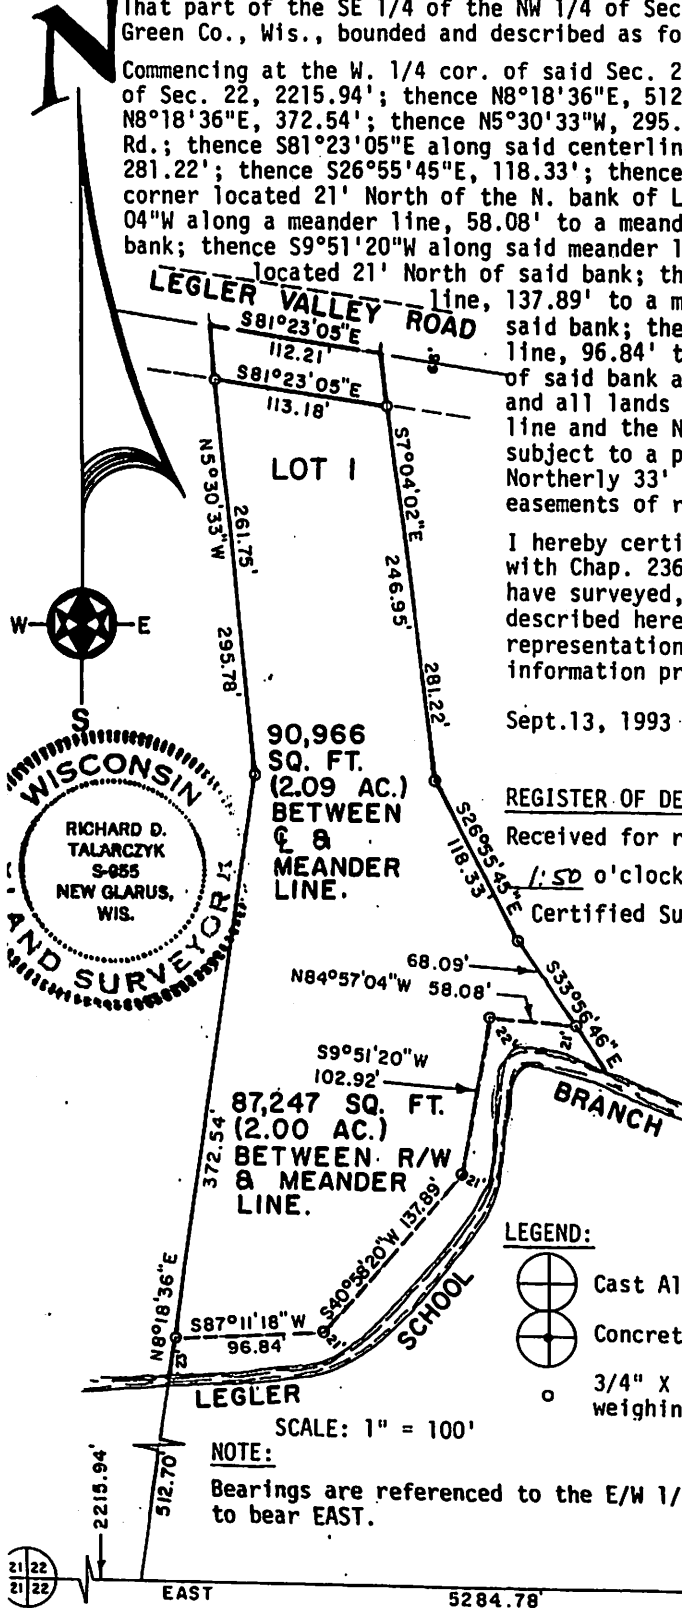 N
That part of the SE 1/4 of the NW 1/4 of Sec
Green Co., Wis., bounded and described as fo
Commencing at the W. 1/4 cor. of said Sec. 2
of Sec. 22, 2215.94'; thence N8°18'36"E, 512
N8°18'36"E, 372.54'; thence N5°30'33"W, 295.
Rd.; thence S81°23'05"E along said centerlin
281.22'; thence S26°55'45"E, 118.33'; thence
corner located 21' North of the N. bank of L
04"W along a meander line, 58.08' to a meand
bank; thence S9°51'20"W along said meander l
located 21' North of said bank; th
line, 137.89' to a m
said bank; the
line, 96.84' t
of said bank a
and all lands
line and the N
subject to a p
Northerly 33'
easements of r
I hereby certi
with Chap. 236
have surveyed,
described here
representation
information pr
Sept.13, 1993
REGISTER OF DE
Received for r
1:50 o'clock
Certified Su
LEGLER VALLEY ROAD
S81°23'05"E
112.21'
66'
S81°23'05"E
113.18'
LOT 1
N5°30'33"W
261.75'
295.78'
S7°04'02"E
246.95'
281.22'
W E
S
WISCONSIN
RICHARD D.
TALARCZYK
S-955
NEW GLARUS,
WIS.
LAND SURVEYOR
90,966
SQ. FT.
(2.09 AC.)
BETWEEN
℄ &
MEANDER
LINE.
S26°55'45"E
118.33'
68.09'
S33°56'46"E
N84°57'04"W 58.08'
22'
21'
S9°51'20"W
102.92'
BRANCH
87,247 SQ. FT.
(2.00 AC.)
BETWEEN R/W
& MEANDER
LINE.
372.54'
N8°18'36"E
21'
S40°58'20"W 137.89'
21'
S87°11'18"W
96.84'
SCHOOL
LEGLER
LEGEND:
Cast Al
Concret
3/4" X
weighin
SCALE: 1" = 100'
NOTE:
Bearings are referenced to the E/W 1/
to bear EAST.
2215.94'
512.70'
21 22
21 22
EAST
5284.78'